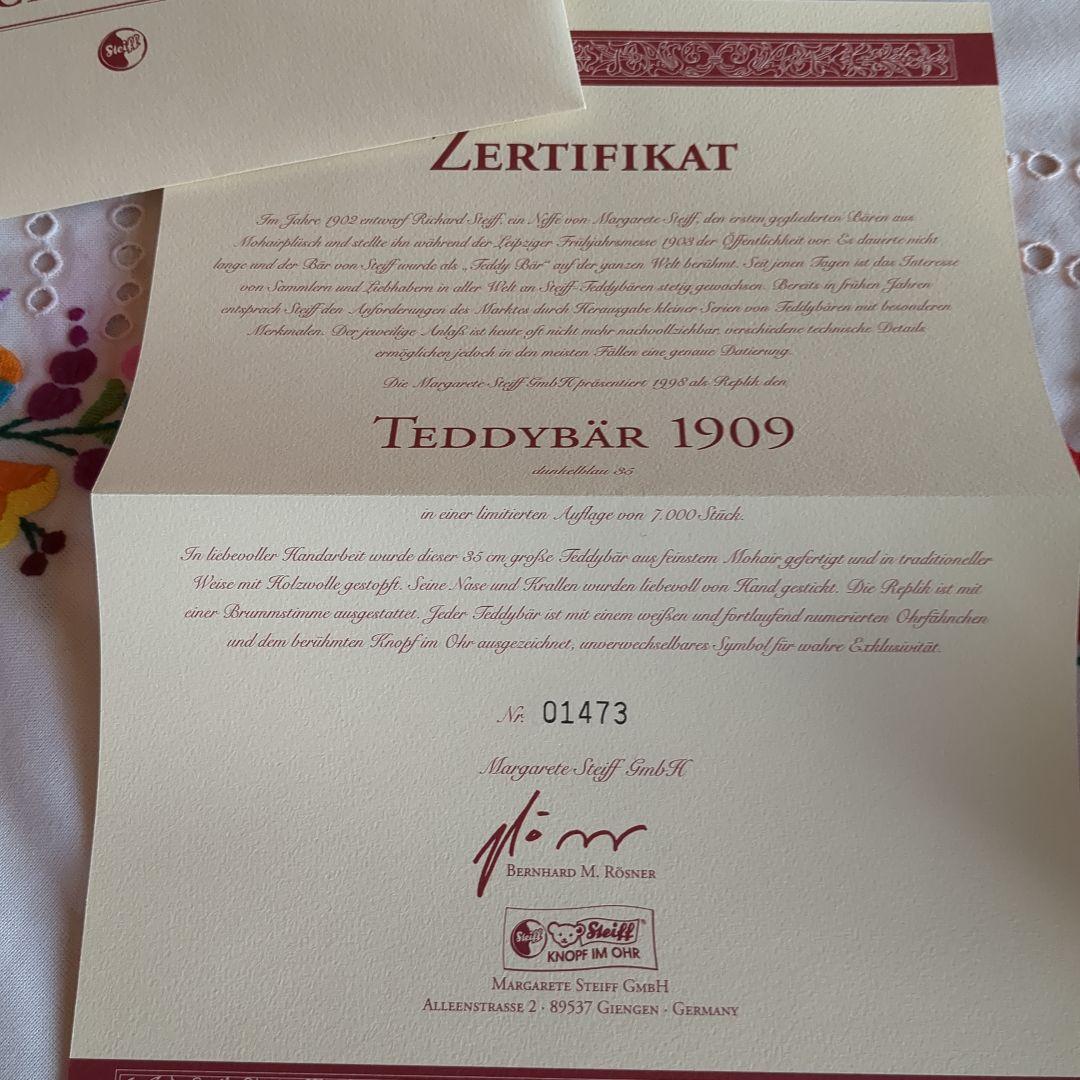 Steiff
ZERTIFIKAT
Im Jahre 1902 entwarf Richard Steiff, ein Neffe von Margarete Steiff, den ersten gegliederten Bären aus
Mohairplüsch und stellte ihn während der Leipziger Frühjahrsmesse 1903 der Öffentlichkeit vor. Es dauerte nicht
lange und der Bär von Steiff wurde als „Teddy Bär“ auf der ganzen Welt berühmt. Seit jenen Tagen ist das Interesse
von Sammlern und Liebhabern in aller Welt an Steiff-Teddybären stetig gewachsen. Bereits in frühen Jahren
entsprach Steiff den Anforderungen des Marktes durch Herausgabe kleiner Serien von Teddybären mit besonderen
Merkmalen. Der jeweilige Anlaß ist heute oft nicht mehr nachvollziehbar, verschiedene technische Details
ermöglichen jedoch in den meisten Fällen eine genaue Datierung.
Die Margarete Steiff GmbH präsentiert 1998 als Replik den
TEDDYBÄR 1909
dunkelblau 35
in einer limitierten Auflage von 7.000 Stück.
In liebevoller Handarbeit wurde dieser 35 cm große Teddybär aus feinstem Mohair gefertigt und in traditioneller
Weise mit Holzwolle gestopft. Seine Nase und Krallen wurden liebevoll von Hand gestickt. Die Replik ist mit
einer Brummstimme ausgestattet. Jeder Teddybär ist mit einem weißen und fortlaufend numerierten Ohrfähnchen
und dem berühmten Knopf im Ohr ausgezeichnet, unverwechselbares Symbol für wahre Exklusivität.
Nr. 01473
Margarete Steiff GmbH
BERNHARD M. RÖSNER
Steiff Steiff®
KNOPF IM OHR
MARGARETE STEIFF GMBH
ALLEENSTRASSE 2 · 89537 GIENGEN · GERMANY